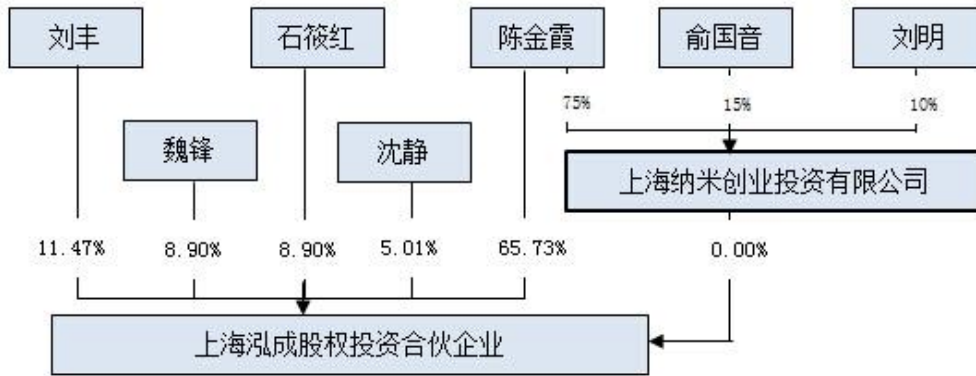 刘丰
石筱红
陈金霞
俞国音
刘明
75%
15%
10%
魏锋
沈静
上海纳米创业投资有限公司
11.47%
8.90%
8.90%
5.01%
65.73%
0.00%
上海泓成股权投资合伙企业